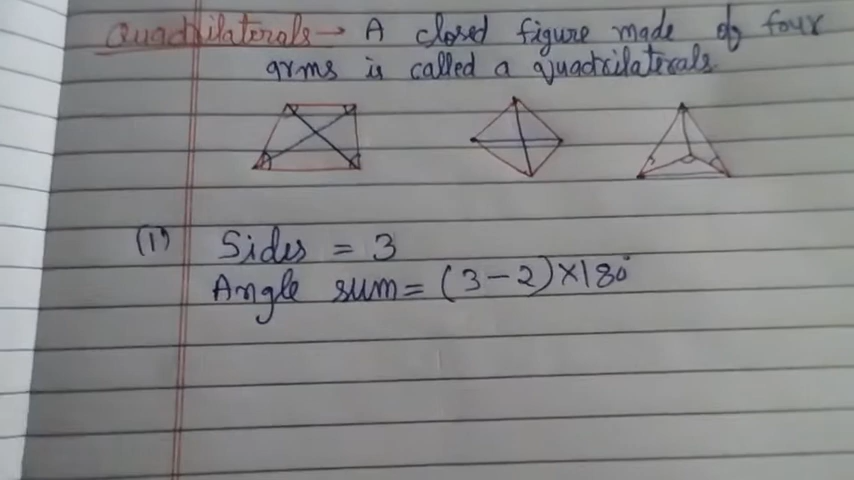 Quadrilaterals → A closed figure made of four
arms is called a quadrilaterals.
(1) Sides = 3
Angle sum = (3-2)×180°